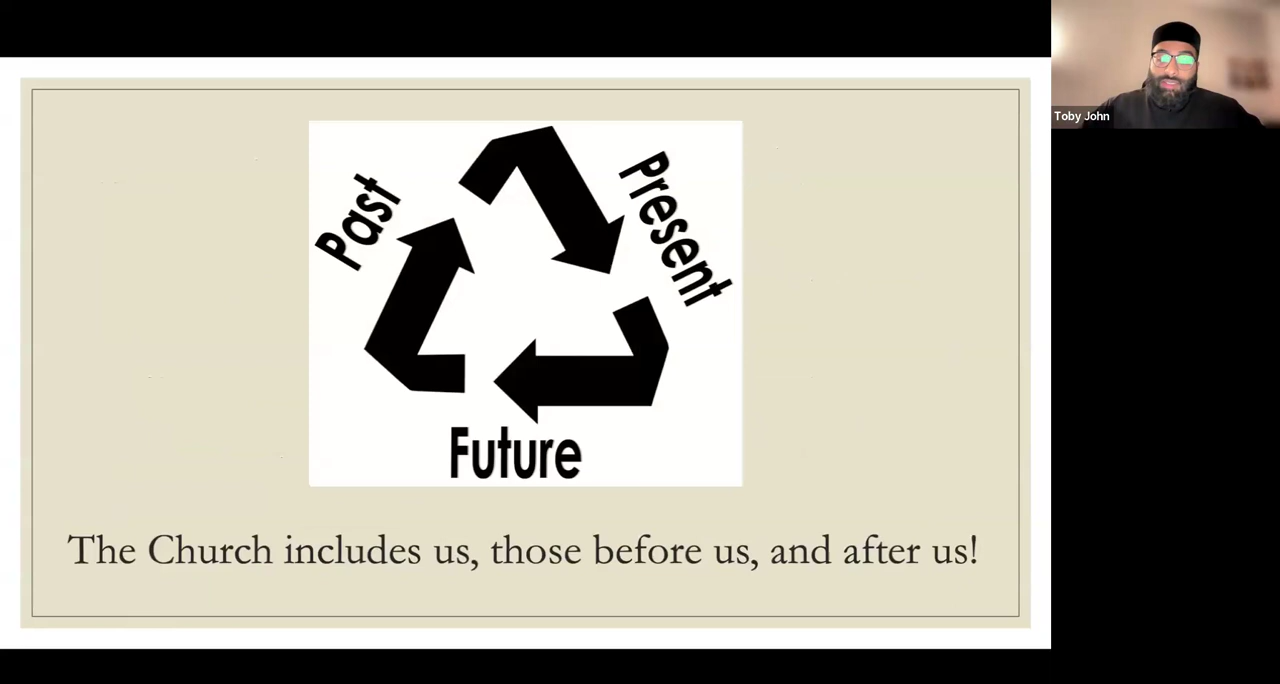 Past
Present
Future
The Church includes us, those before us, and after us!
Toby John